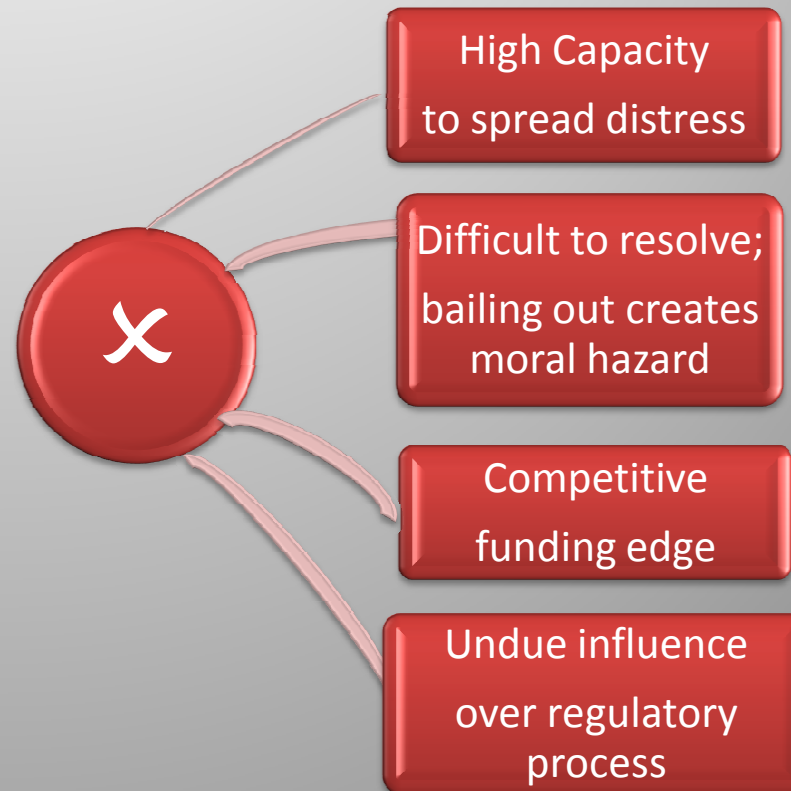 High Capacity
to spread distress
Difficult to resolve;
bailing out creates
moral hazard
x
Competitive
funding edge
Undue influence
over regulatory
process